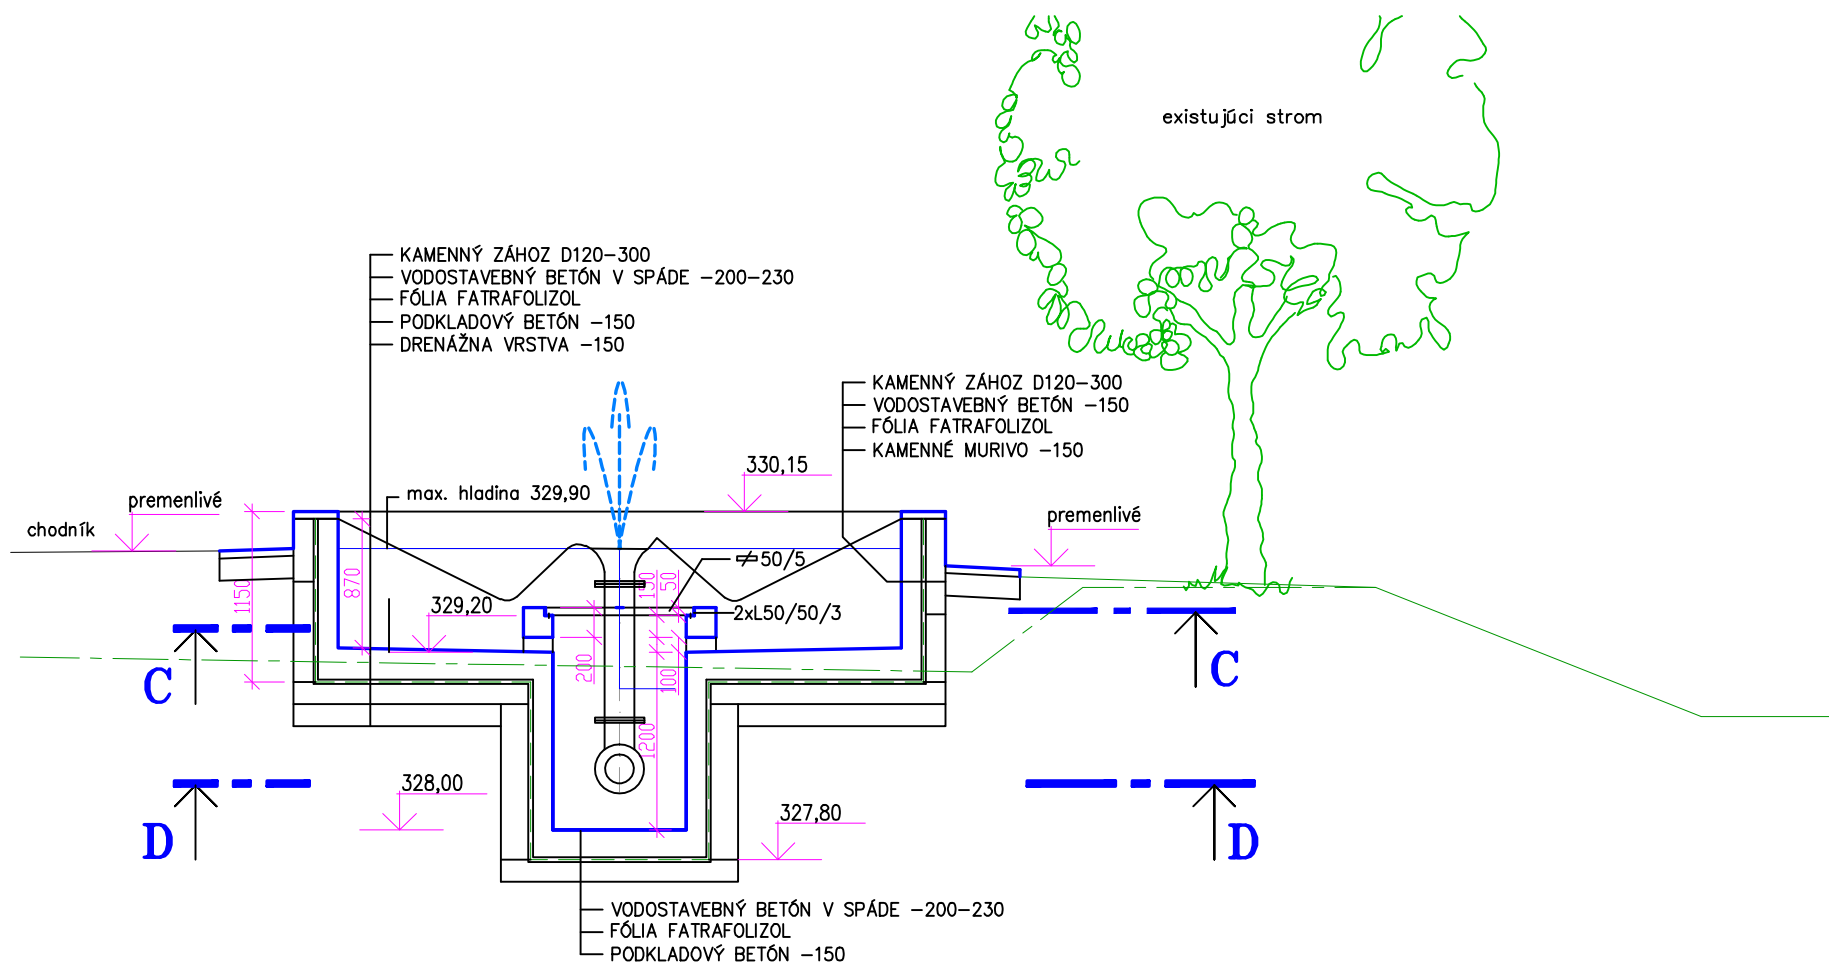 existujúci strom
KAMENNÝ ZÁHOZ D120-300
VODOSTAVEBNÝ BETÓN V SPÁDE -200-230
FÓLIA FATRAFOLIZOL
PODKLADOVÝ BETÓN -150
DRENÁŽNA VRSTVA -150
KAMENNÝ ZÁHOZ D120-300
VODOSTAVEBNÝ BETÓN -150
FÓLIA FATRAFOLIZOL
KAMENNÉ MURIVO -150
330,15
max. hladina 329,90
premenlivé
chodník
premenlivé
50/5
1150
870
150
50
329,20
2xL50/50/3
200
100
1200
C
C
328,00
327,80
D
D
VODOSTAVEBNÝ BETÓN V SPÁDE -200-230
FÓLIA FATRAFOLIZOL
PODKLADOVÝ BETÓN -150